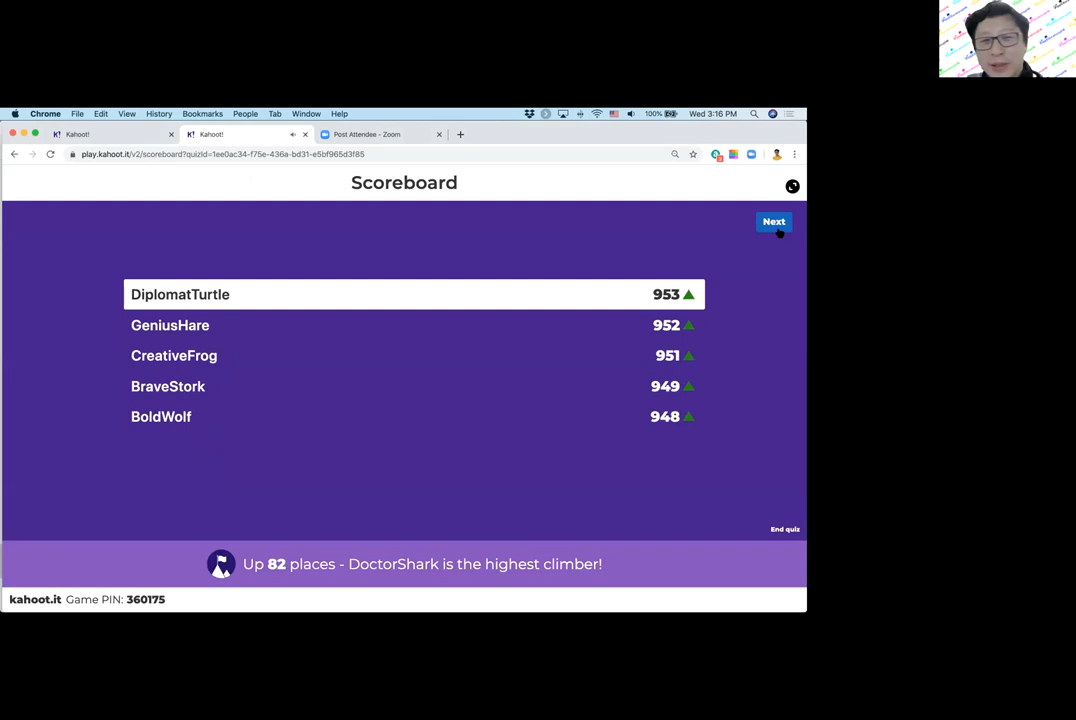 Chrome File Edit View History Bookmarks People Tab Window Help 100% Wed 3:16 PM
Kahoot! Kahoot! Post Attendee - Zoom
play.kahoot.it/v2/scoreboard?quizId=1ee0ac34-f75e-436a-bd31-e5bf965d3f85
Scoreboard
Next
DiplomatTurtle 953
GeniusHare 952
CreativeFrog 951
BraveStork 949
BoldWolf 948
End quiz
Up 82 places - DoctorShark is the highest climber!
kahoot.it Game PIN: 360175